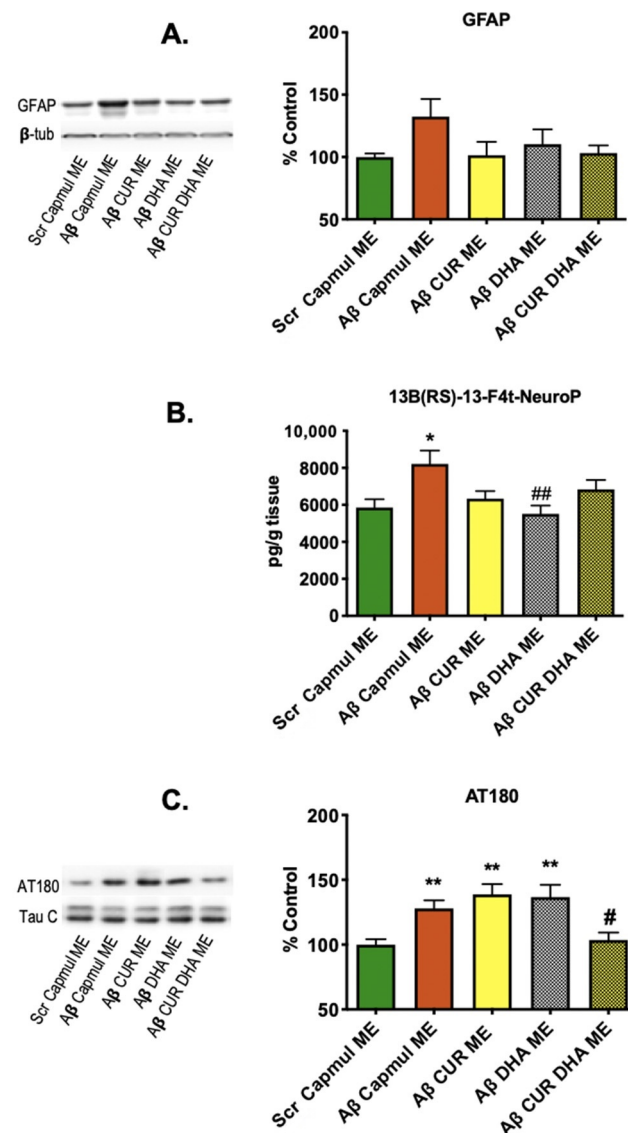 A.
GFAP
β-tub
Scr Capmul ME
Aβ Capmul ME
Aβ CUR ME
Aβ DHA ME
Aβ CUR DHA ME
GFAP
% Control
200
150
100
50
Scr Capmul ME
Aβ Capmul ME
Aβ CUR ME
Aβ DHA ME
Aβ CUR DHA ME
B.
13B(RS)-13-F4t-NeuroP
pg/g tissue
10,000
8000
6000
4000
2000
0
*
##
Scr Capmul ME
Aβ Capmul ME
Aβ CUR ME
Aβ DHA ME
Aβ CUR DHA ME
C.
AT180
Tau C
Scr Capmul ME
Aβ Capmul ME
Aβ CUR ME
Aβ DHA ME
Aβ CUR DHA ME
AT180
% Control
200
150
100
50
**
**
**
#
Scr Capmul ME
Aβ Capmul ME
Aβ CUR ME
Aβ DHA ME
Aβ CUR DHA ME